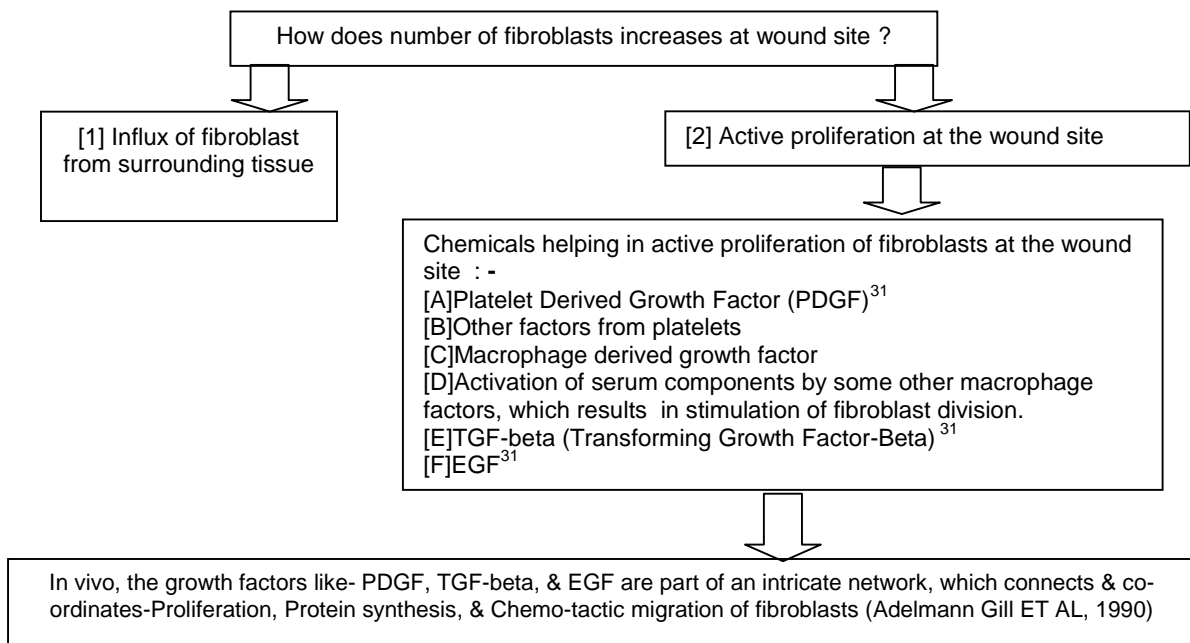 How does number of fibroblasts increases at wound site ?
[1] Influx of fibroblast
from surrounding tissue
[2] Active proliferation at the wound site
Chemicals helping in active proliferation of fibroblasts at the wound
site : -
[A]Platelet Derived Growth Factor (PDGF)31
[B]Other factors from platelets
[C]Macrophage derived growth factor
[D]Activation of serum components by some other macrophage
factors, which results in stimulation of fibroblast division.
[E]TGF-beta (Transforming Growth Factor-Beta) 31
[F]EGF31
In vivo, the growth factors like- PDGF, TGF-beta, & EGF are part of an intricate network, which connects & co-
ordinates-Proliferation, Protein synthesis, & Chemo-tactic migration of fibroblasts (Adelmann Gill ET AL, 1990)